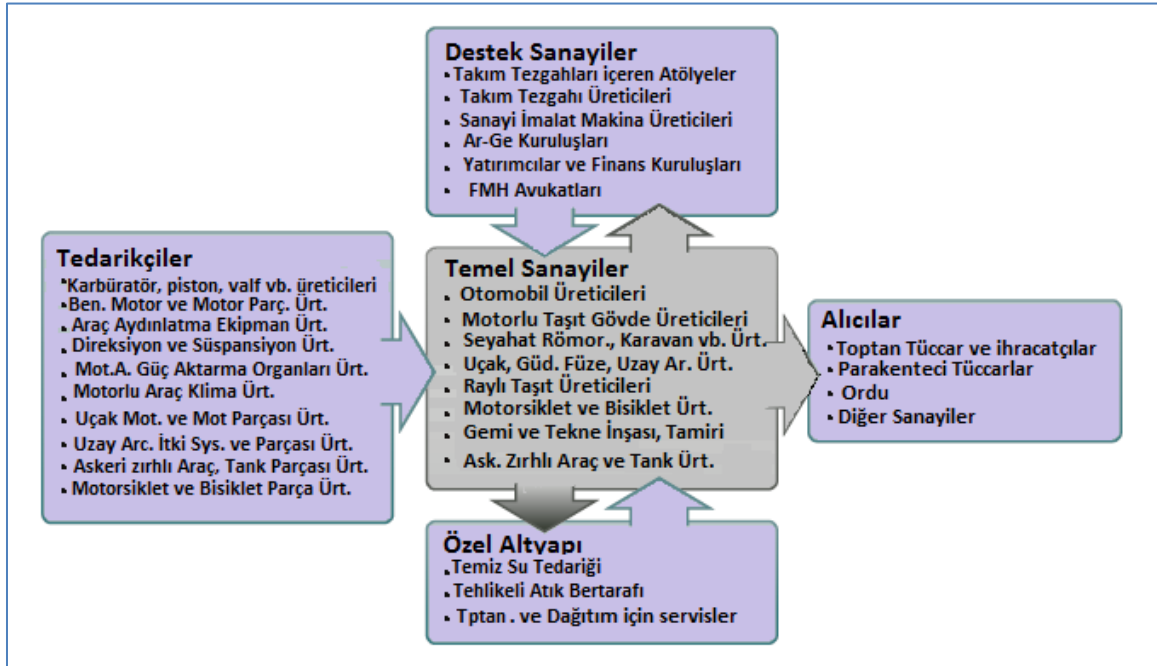 Destek Sanayiler
• Takım Tezgahları içeren Atölyeler
• Takım Tezgahı Üreticileri
• Sanayi İmalat Makina Üreticileri
• Ar-Ge Kuruluşları
• Yatırımcılar ve Finans Kuruluşları
• FMH Avukatları
Tedarikçiler
• Karbüratör, piston, valf vb. üreticileri
• Ben. Motor ve Motor Parç. Ürt.
• Araç Aydınlatma Ekipman Ürt.
• Direksiyon ve Süspansiyon Ürt.
• Mot.A. Güç Aktarma Organları Ürt.
• Motorlu Araç Klima Ürt.
• Uçak Mot. ve Mot Parçası Ürt.
• Uzay Arc. İtki Sys. ve Parçası Ürt.
• Askeri zırhlı Araç, Tank Parçası Ürt.
• Motorsiklet ve Bisiklet Parça Ürt.
Temel Sanayiler
• Otomobil Üreticileri
• Motorlu Taşıt Gövde Üreticileri
• Seyahat Römor., Karavan vb. Ürt.
• Uçak, Güd. Füze, Uzay Ar. Ürt.
• Raylı Taşıt Üreticileri
• Motorsiklet ve Bisiklet Ürt.
• Gemi ve Tekne İnşası, Tamiri
• Ask. Zırhlı Araç ve Tank Ürt.
Alıcılar
• Toptan Tüccar ve ihracatçılar
• Parakenteci Tüccarlar
• Ordu
• Diğer Sanayiler
Özel Altyapı
• Temiz Su Tedariği
• Tehlikeli Atık Bertarafı
• Tptan . ve Dağıtım için servisler